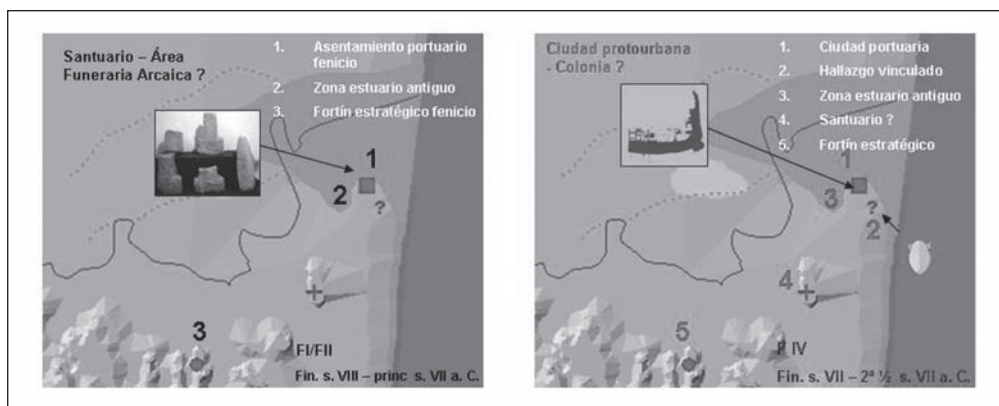 Santuario – Área
Funeraria Arcaica ?
1. Asentamiento portuario
fenicio
2. Zona estuario antiguo
3. Fortín estratégico fenicio
1
2
?
3
FI/FII
Fin. s. VIII – princ s. VII a. C.
Ciudad protourbana
- Colonia ?
1. Ciudad portuaria
2. Hallazgo vinculado
3. Zona estuario antiguo
4. Santuario ?
5. Fortín estratégico
1
3
?
2
4
5
F IV
Fin. s. VII – 2ª ½ s. VII a. C.